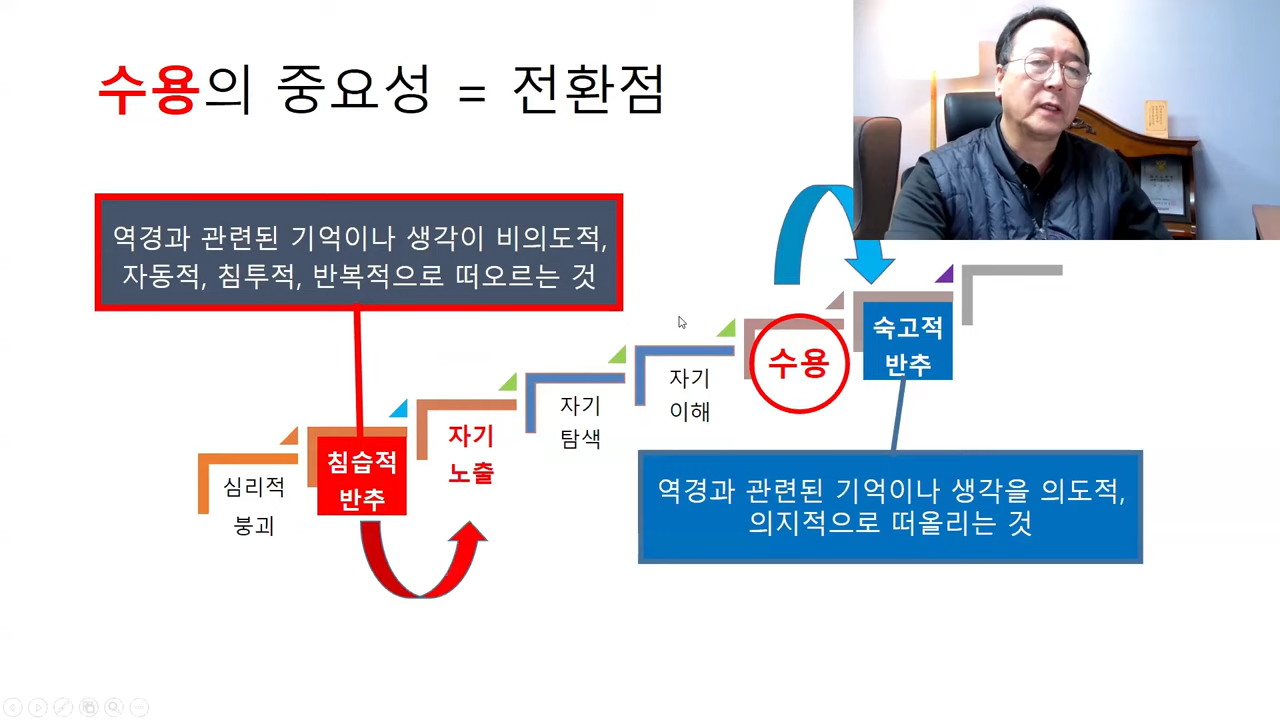 수용의 중요성 = 전환점
역경과 관련된 기억이나 생각이 비의도적,
자동적, 침투적, 반복적으로 떠오르는 것
심리적
붕괴
침습적
반추
자기
노출
자기
탐색
자기
이해
수용
숙고적
반추
역경과 관련된 기억이나 생각을 의도적,
의지적으로 떠올리는 것